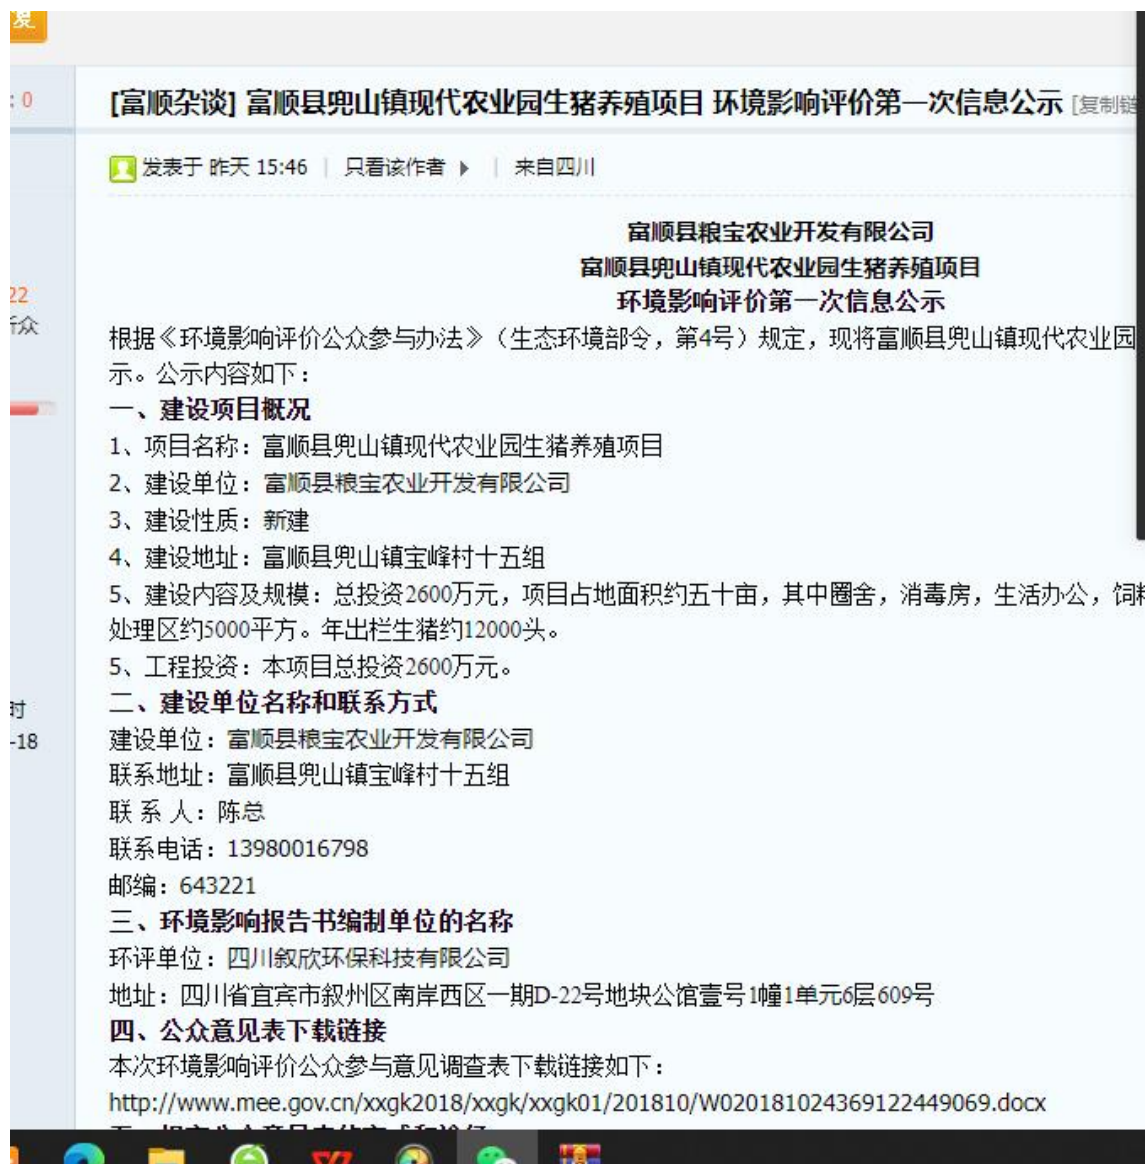 复
: 0
[富顺杂谈] 富顺县兜山镇现代农业园生猪养殖项目 环境影响评价第一次信息公示 [复制链
发表于 昨天 15:46 | 只看该作者 | 来自四川
富顺县粮宝农业开发有限公司
富顺县兜山镇现代农业园生猪养殖项目
22
环境影响评价第一次信息公示
听众
根据《环境影响评价公众参与办法》（生态环境部令，第4号）规定，现将富顺县兜山镇现代农业园
示。公示内容如下：
一、建设项目概况
1、项目名称：富顺县兜山镇现代农业园生猪养殖项目
2、建设单位：富顺县粮宝农业开发有限公司
3、建设性质：新建
4、建设地址：富顺县兜山镇宝峰村十五组
5、建设内容及规模：总投资2600万元，项目占地面积约五十亩，其中圈舍，消毒房，生活办公，饲料
处理区约5000平方。年出栏生猪约12000头。
5、工程投资：本项目总投资2600万元。
二、建设单位名称和联系方式
时
建设单位：富顺县粮宝农业开发有限公司
-18
联系地址：富顺县兜山镇宝峰村十五组
联 系 人：陈总
联系电话：13980016798
邮编：643221
三、环境影响报告书编制单位的名称
环评单位：四川叙欣环保科技有限公司
地址：四川省宜宾市叙州区南岸西区一期D-22号地块公馆壹号1幢1单元6层609号
四、公众意见表下载链接
本次环境影响评价公众参与意见调查表下载链接如下：
http://www.mee.gov.cn/xxgk2018/xxgk/xxgk01/201810/W020181024369122449069.docx